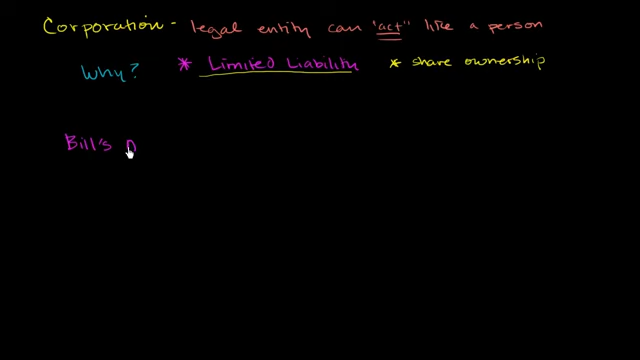 Corporation - legal entity can "act" like a person
Why? * Limited Liability * share ownership
Bill's